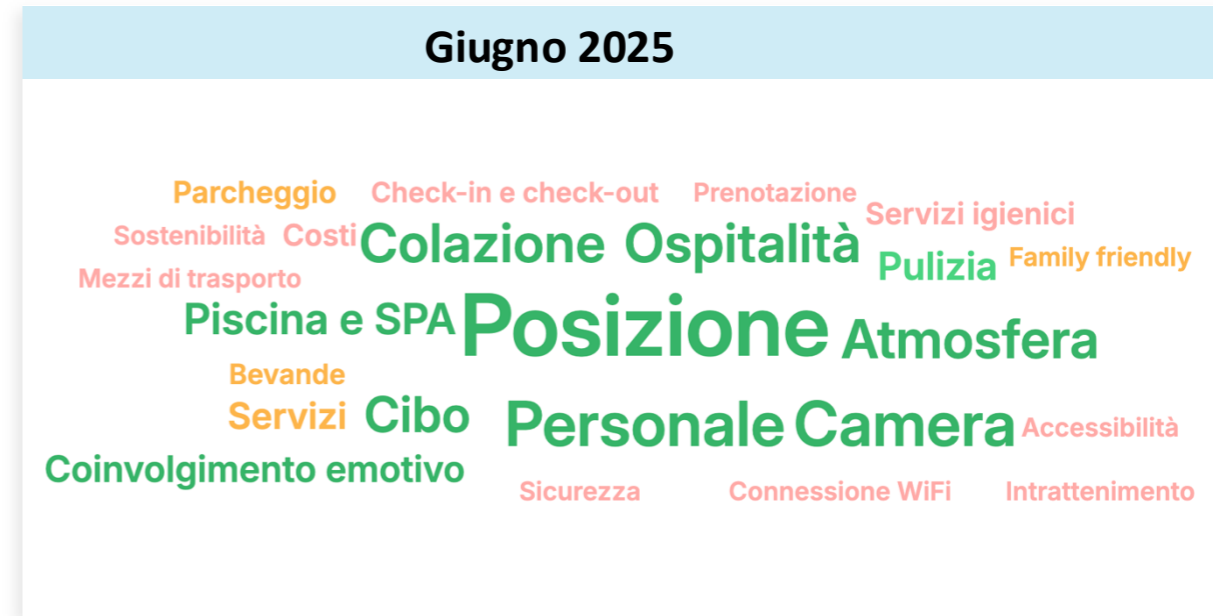 Giugno 2025
Parcheggio Check-in e check-out Prenotazione
Servizi igienici
Sostenibilità Costi Colazione Ospitalità
Pulizia Family friendly
Mezzi di trasporto
Piscina e SPA Posizione Atmosfera
Bevande
Servizi Cibo Personale Camera Accessibilità
Coinvolgimento emotivo
Sicurezza Connessione WiFi Intrattenimento